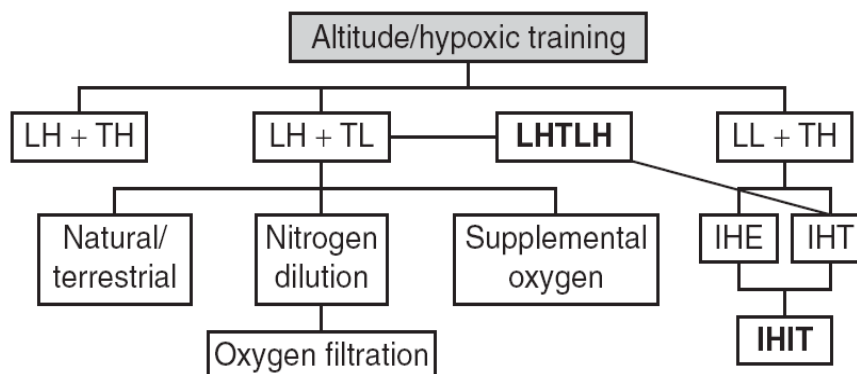 Altitude/hypoxic training
LH + TH
LH + TL
LHTLH
LL + TH
Natural/
terrestrial
Nitrogen
dilution
Supplemental
oxygen
IHE
IHT
Oxygen filtration
IHIT